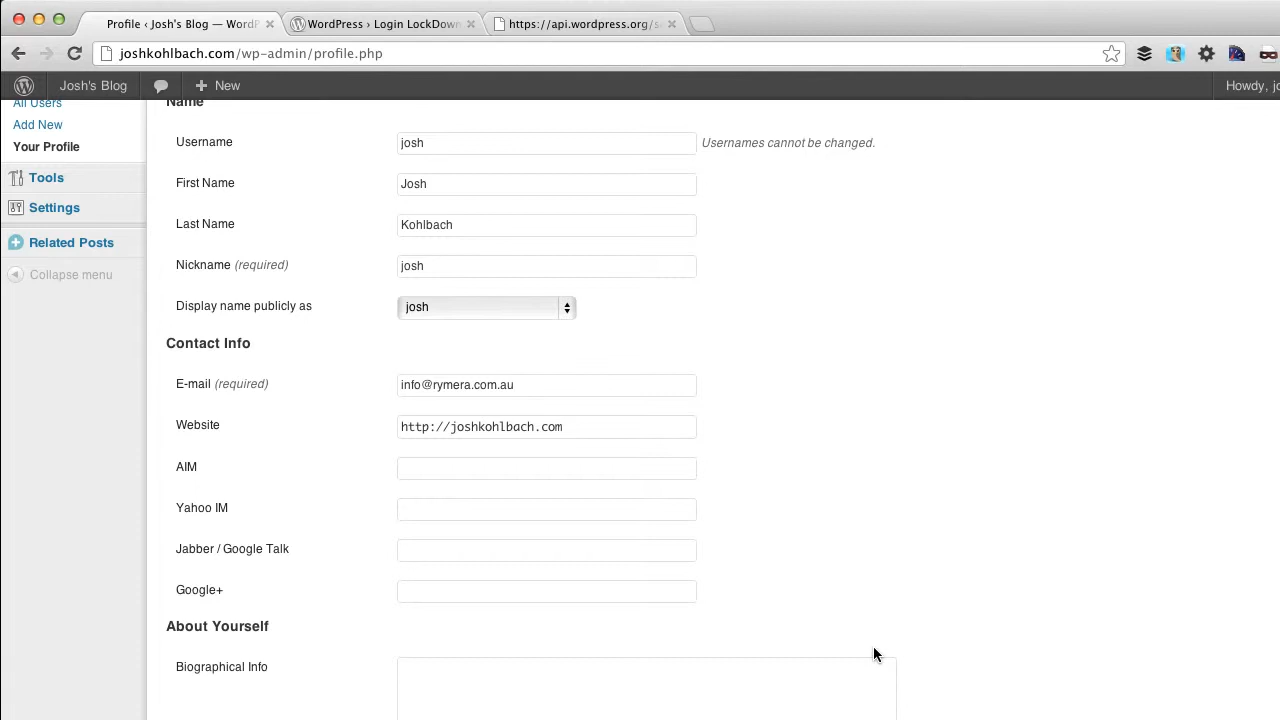 Profile ‹ Josh's Blog — WordP
WordPress › Login LockDown
https://api.wordpress.org/s
joshkohlbach.com/wp-admin/profile.php
Josh's Blog
New
Howdy, jo
All Users
Add New
Your Profile
Tools
Settings
Related Posts
Collapse menu
Name
Username
josh
Usernames cannot be changed.
First Name
Josh
Last Name
Kohlbach
Nickname (required)
josh
Display name publicly as
josh
Contact Info
E-mail (required)
info@rymera.com.au
Website
http://joshkohlbach.com
AIM
Yahoo IM
Jabber / Google Talk
Google+
About Yourself
Biographical Info